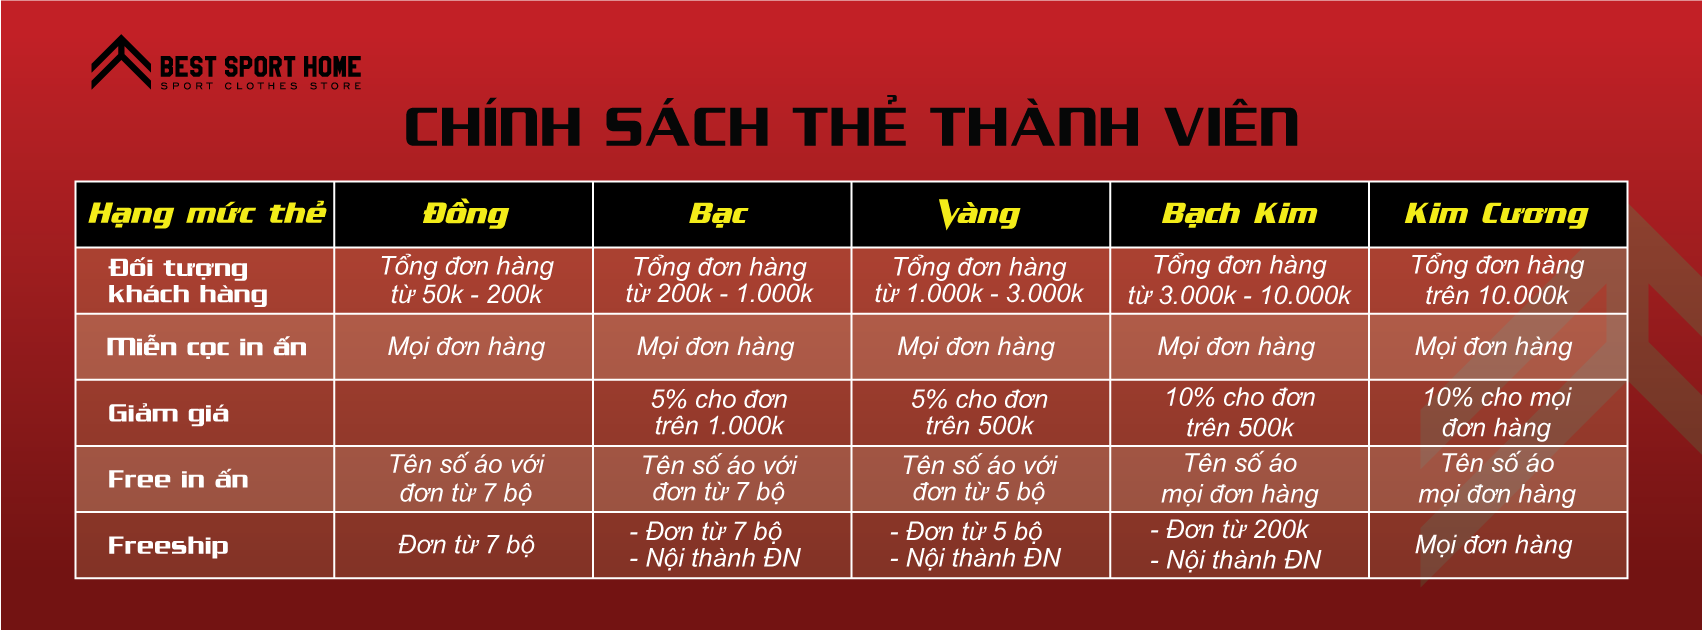 BEST SPORT HOME
SPORT CLOTHES STORE
CHÍNH SÁCH THẺ THÀNH VIÊN
Hạng mức thẻ Đồng Bạc Vàng Bạch Kim Kim Cương
Đối tượng
khách hàng
Tổng đơn hàng
từ 50k - 200k
Tổng đơn hàng
từ 200k - 1.000k
Tổng đơn hàng
từ 1.000k - 3.000k
Tổng đơn hàng
từ 3.000k - 10.000k
Tổng đơn hàng
trên 10.000k
Miễn cọc in ấn Mọi đơn hàng Mọi đơn hàng Mọi đơn hàng Mọi đơn hàng Mọi đơn hàng
Giảm giá
5% cho đơn
trên 1.000k
5% cho đơn
trên 500k
10% cho đơn
trên 500k
10% cho mọi
đơn hàng
Free in ấn
Tên số áo với
đơn từ 7 bộ
Tên số áo với
đơn từ 7 bộ
Tên số áo với
đơn từ 5 bộ
Tên số áo
mọi đơn hàng
Tên số áo
mọi đơn hàng
Freeship
Đơn từ 7 bộ
- Đơn từ 7 bộ
- Nội thành ĐN
- Đơn từ 5 bộ
- Nội thành ĐN
- Đơn từ 200k
- Nội thành ĐN
Mọi đơn hàng